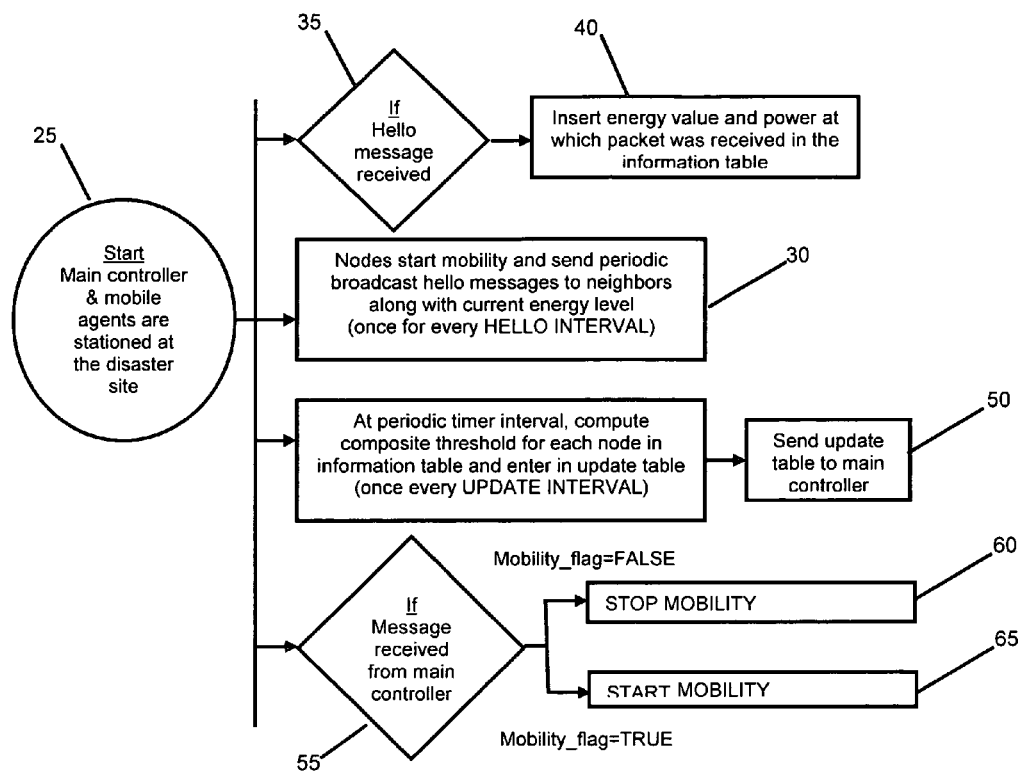 35
40
If
Hello
message
received
Insert energy value and power at
which packet was received in the
information table
25
Start
Main controller
& mobile
agents are
stationed at
the disaster
site
30
Nodes start mobility and send periodic
broadcast hello messages to neighbors
along with current energy level
(once for every HELLO INTERVAL)
50
At periodic timer interval, compute
composite threshold for each node in
information table and enter in update table
(once every UPDATE INTERVAL)
Send update
table to main
controller
55
If
Message
received
from main
controller
Mobility_flag=FALSE
60
STOP MOBILITY
65
START MOBILITY
Mobility_flag=TRUE